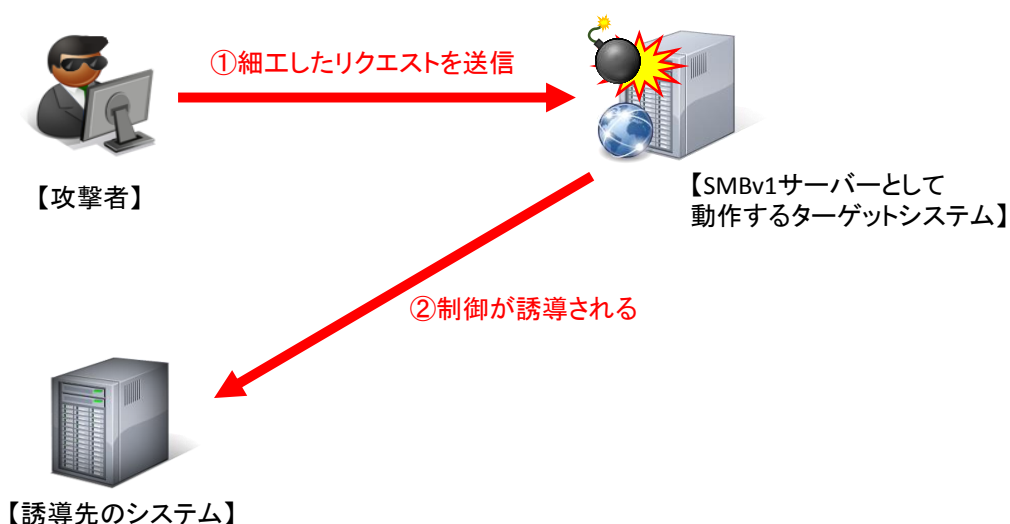 ①細工したリクエストを送信
【攻撃者】
【SMBv1サーバーとして
動作するターゲットシステム】
②制御が誘導される
【誘導先のシステム】